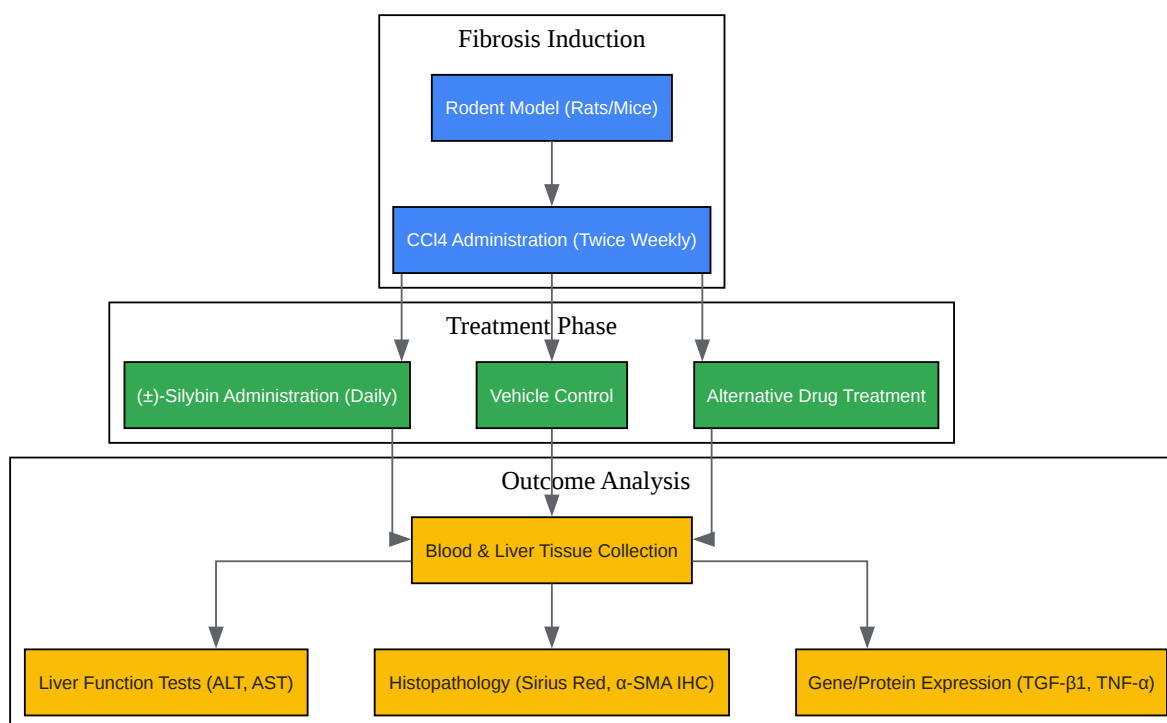 Fibrosis Induction
Rodent Model (Rats/Mice)
CCl4 Administration (Twice Weekly)
Treatment Phase
(±)-Silybin Administration (Daily)
Vehicle Control
Alternative Drug Treatment
Outcome Analysis
Blood & Liver Tissue Collection
Liver Function Tests (ALT, AST)
Histopathology (Sirius Red, α-SMA IHC)
Gene/Protein Expression (TGF-β1, TNF-α)